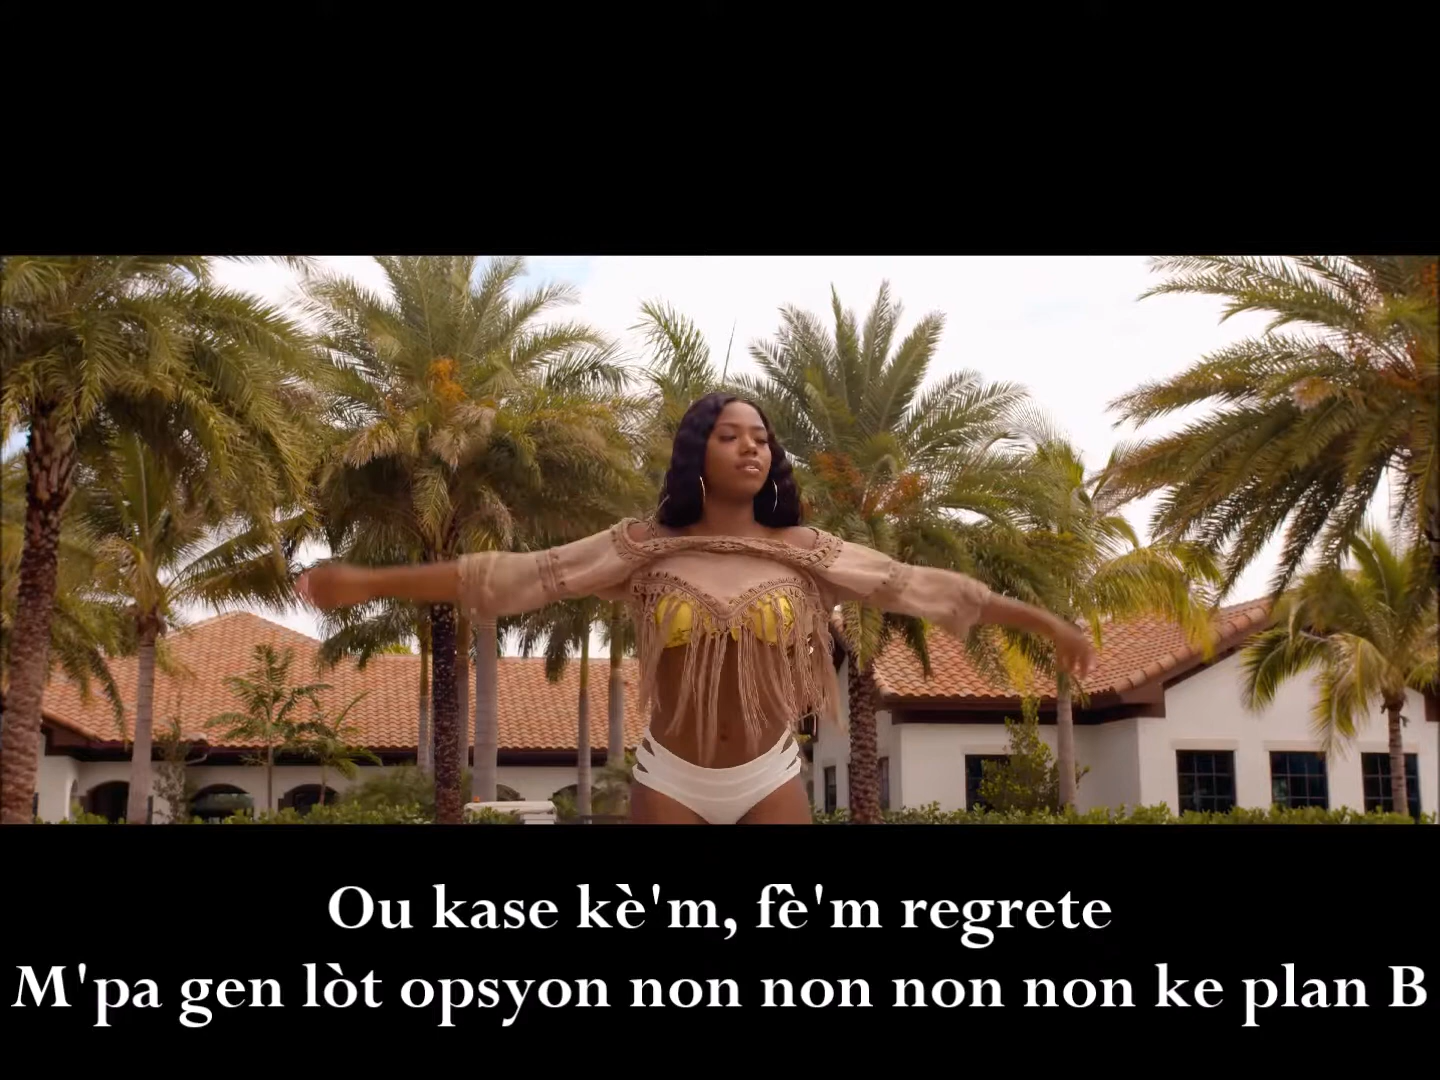 Ou kase kè'm, fè'm regrete
M'pa gen lòt opsyon non non non non ke plan B